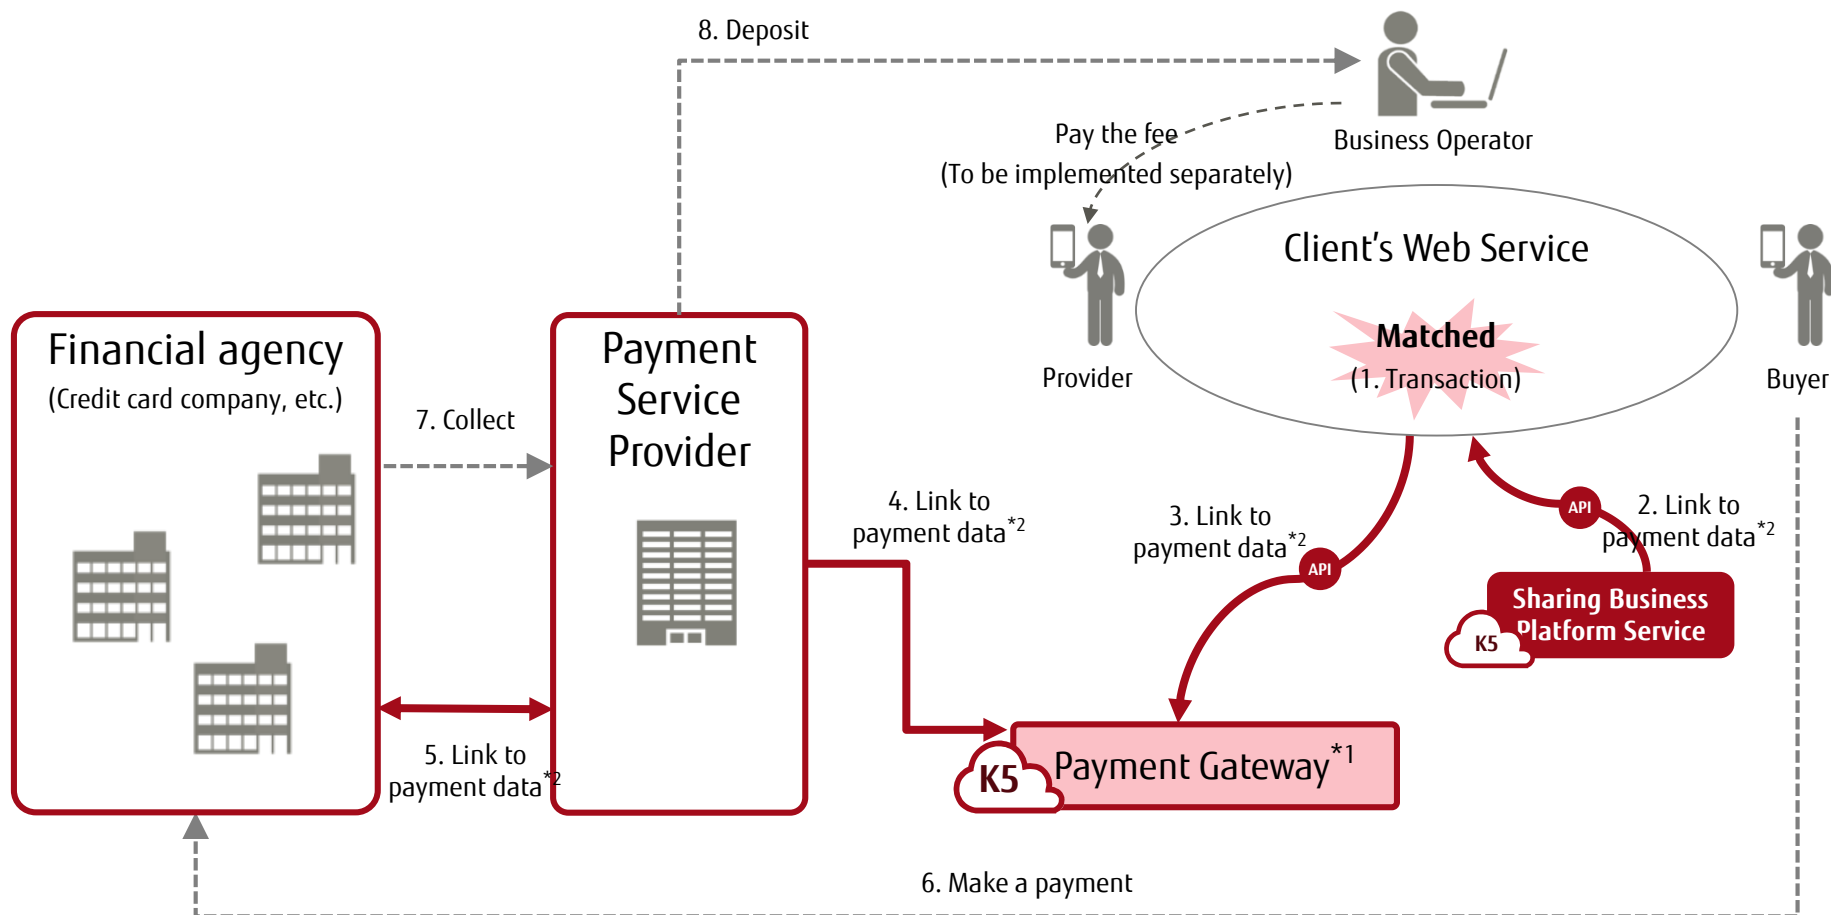 8. Deposit
Business Operator
Pay the fee
(To be implemented separately)
Client's Web Service
Matched
(1. Transaction)
Provider
Buyer
Financial agency
(Credit card company, etc.)
Payment
Service
Provider
7. Collect
4. Link to
payment data*2
3. Link to
payment data*2
API
API
2. Link to
payment data*2
Sharing Business
Platform Service
K5
5. Link to
payment data*2
K5
Payment Gateway*1
6. Make a payment